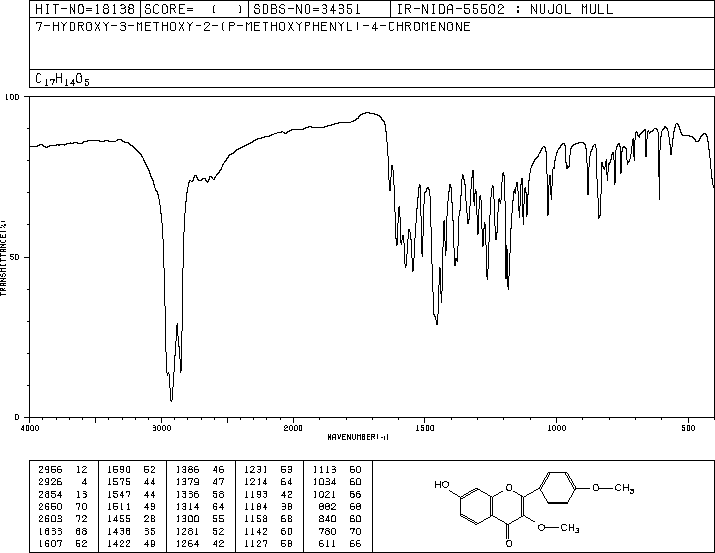 HIT-NO=18138 SCORE= ( ) SDBS-NO=34351 IR-NIDA-55502 : NUJOL MULL
7-HYDROXY-3-METHOXY-2-(P-METHOXYPHENYL)-4-CHROMENONE
C17H14O5
100
50
0
TRANSMITTANCE(%)
4000 3000 2000 1500 1000 500
WAVENUMBER(-1)
2956 12 1590 52 1386 46 1231 53 1113 60
2926 4 1575 44 1379 47 1214 64 1034 60
2854 13 1547 44 1336 58 1193 42 1021 66
2660 70 1511 49 1314 64 1184 38 882 68
2603 72 1455 28 1300 55 1158 68 840 60
1633 68 1438 35 1281 52 1142 60 780 70
1607 52 1422 49 1264 42 1127 58 611 66
HO O O—CH3
O—CH3
O